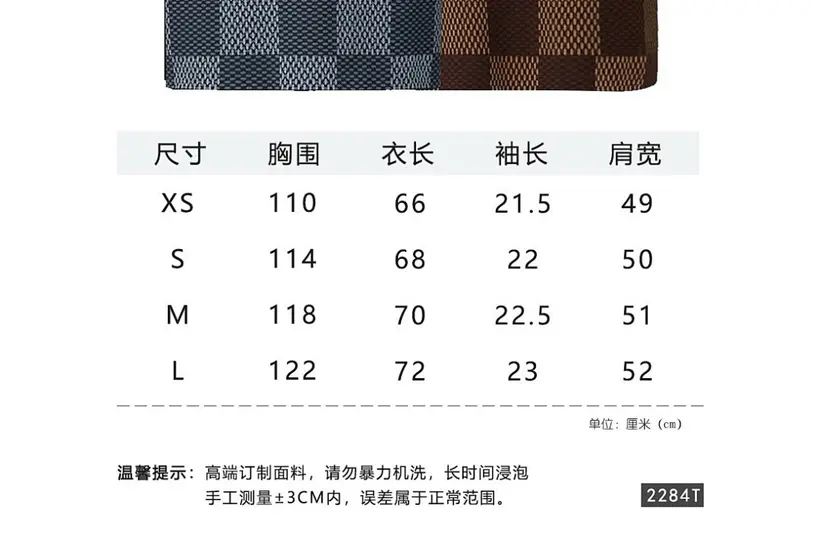 尺寸 胸围 衣长 袖长 肩宽
XS 110 66 21.5 49
S 114 68 22 50
M 118 70 22.5 51
L 122 72 23 52
单位：厘米（cm）
温馨提示：高端订制面料，请勿暴力机洗，长时间浸泡
手工测量±3CM内，误差属于正常范围。
2284T